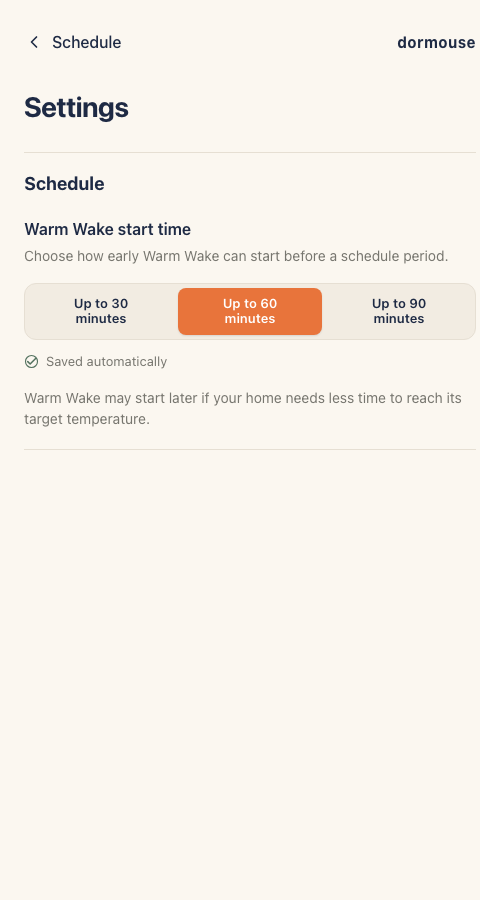 Schedule
dormouse
Settings
Schedule
Warm Wake start time
Choose how early Warm Wake can start before a schedule period.
Up to 30
minutes
Up to 60
minutes
Up to 90
minutes
Saved automatically
Warm Wake may start later if your home needs less time to reach its
target temperature.